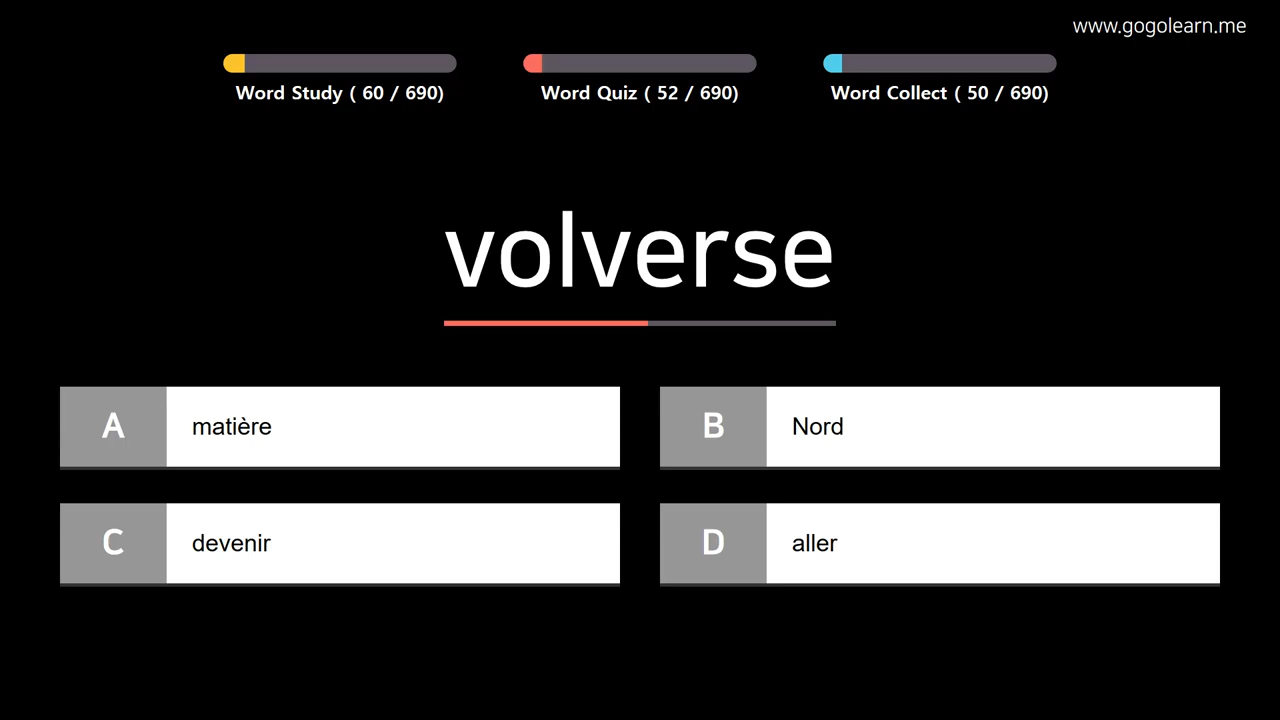 www.gogolearn.me
Word Study ( 60 / 690)
Word Quiz ( 52 / 690)
Word Collect ( 50 / 690)
volverse
A matière
B Nord
C devenir
D aller